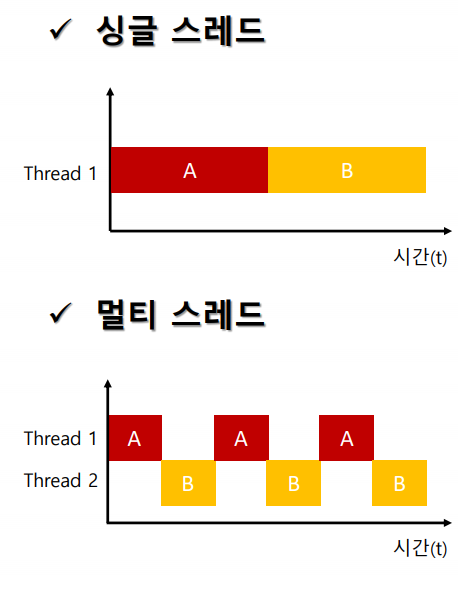 ✓ 싱글 스레드
Thread 1
A B
시간(t)
✓ 멀티 스레드
Thread 1 A A A
Thread 2 B B B
시간(t)